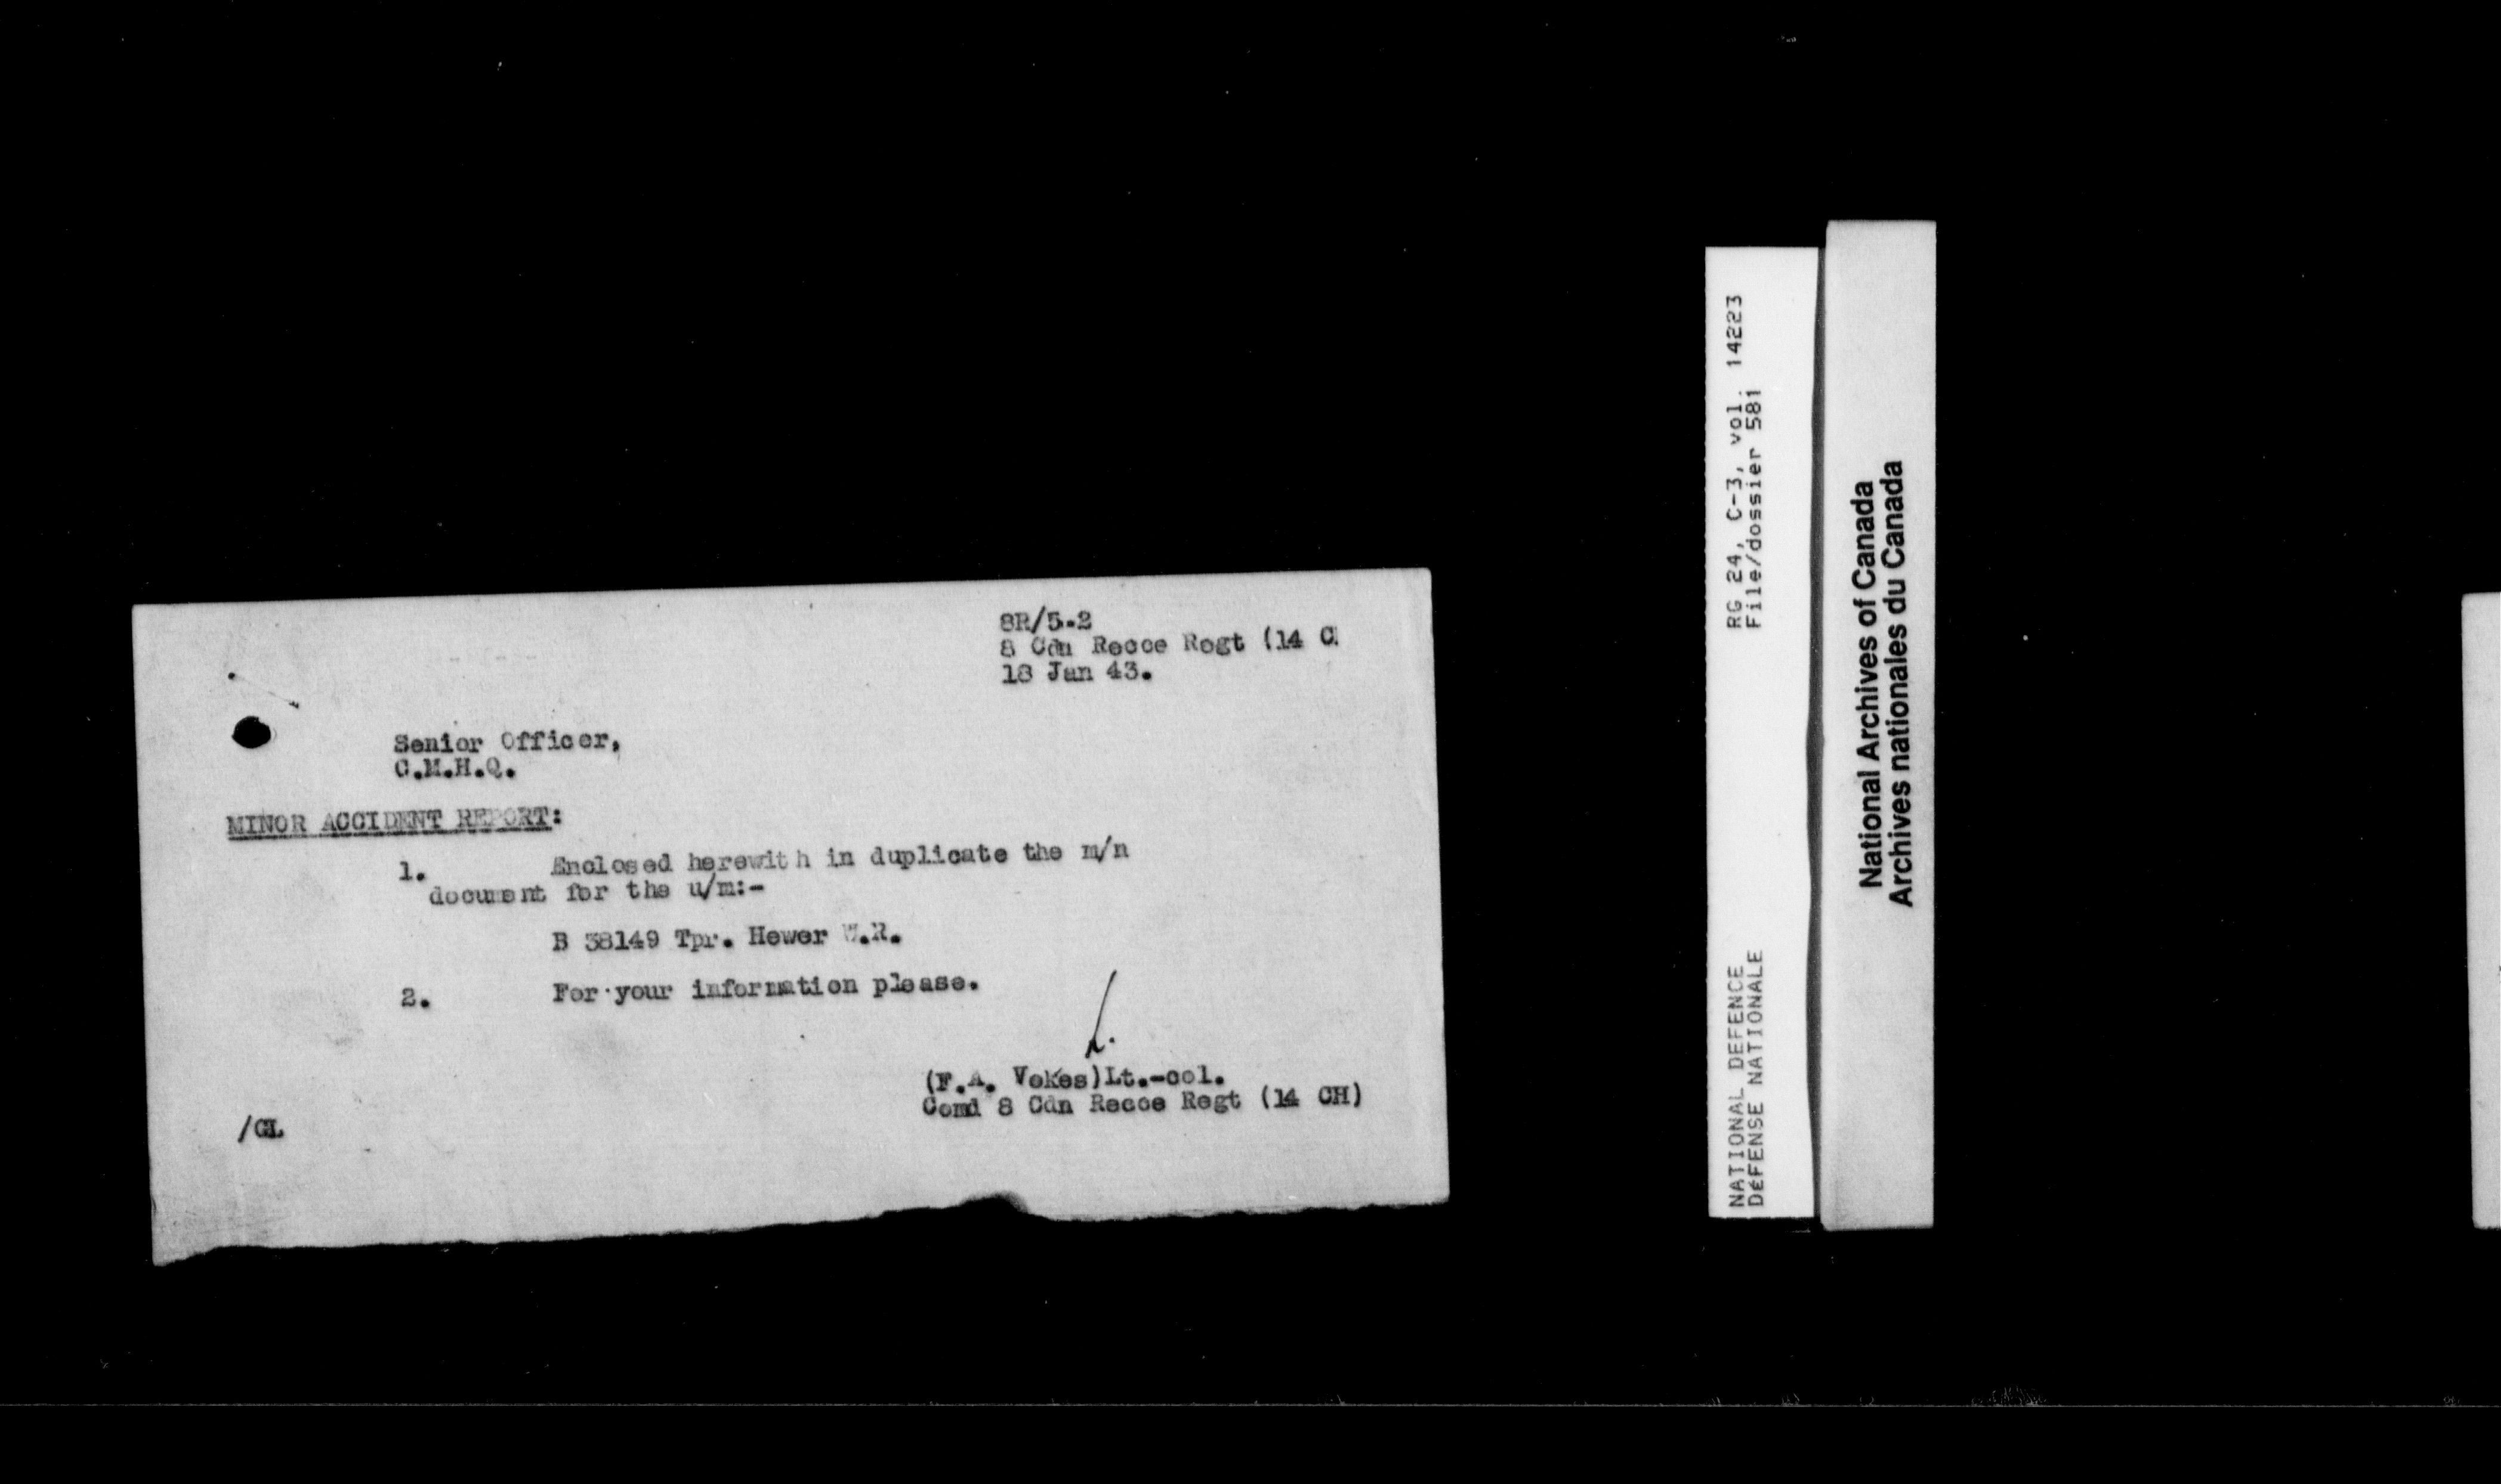 8R/5-2
8 Cdn Recce Regt (14 C
18 Jan 43.
Senior Officer,
C.M.H.Q.
MINOR ACCIDENT REPORT:
1. Enclosed herewith in duplicate the m/n
document for the u/m:-
B 38149 Tpr. Hewer W.R.
2. For your information please.
(F.A. Vokes)Lt.-col.
Comd 8 Cdn Recce Regt (14 CH)
/GL
NATIONAL DEFENCE RG 24, C-3, vol. 14223
DéFENSE NATIONALE File/dossier 581
National Archives of Canada
Archives nationales du Canada